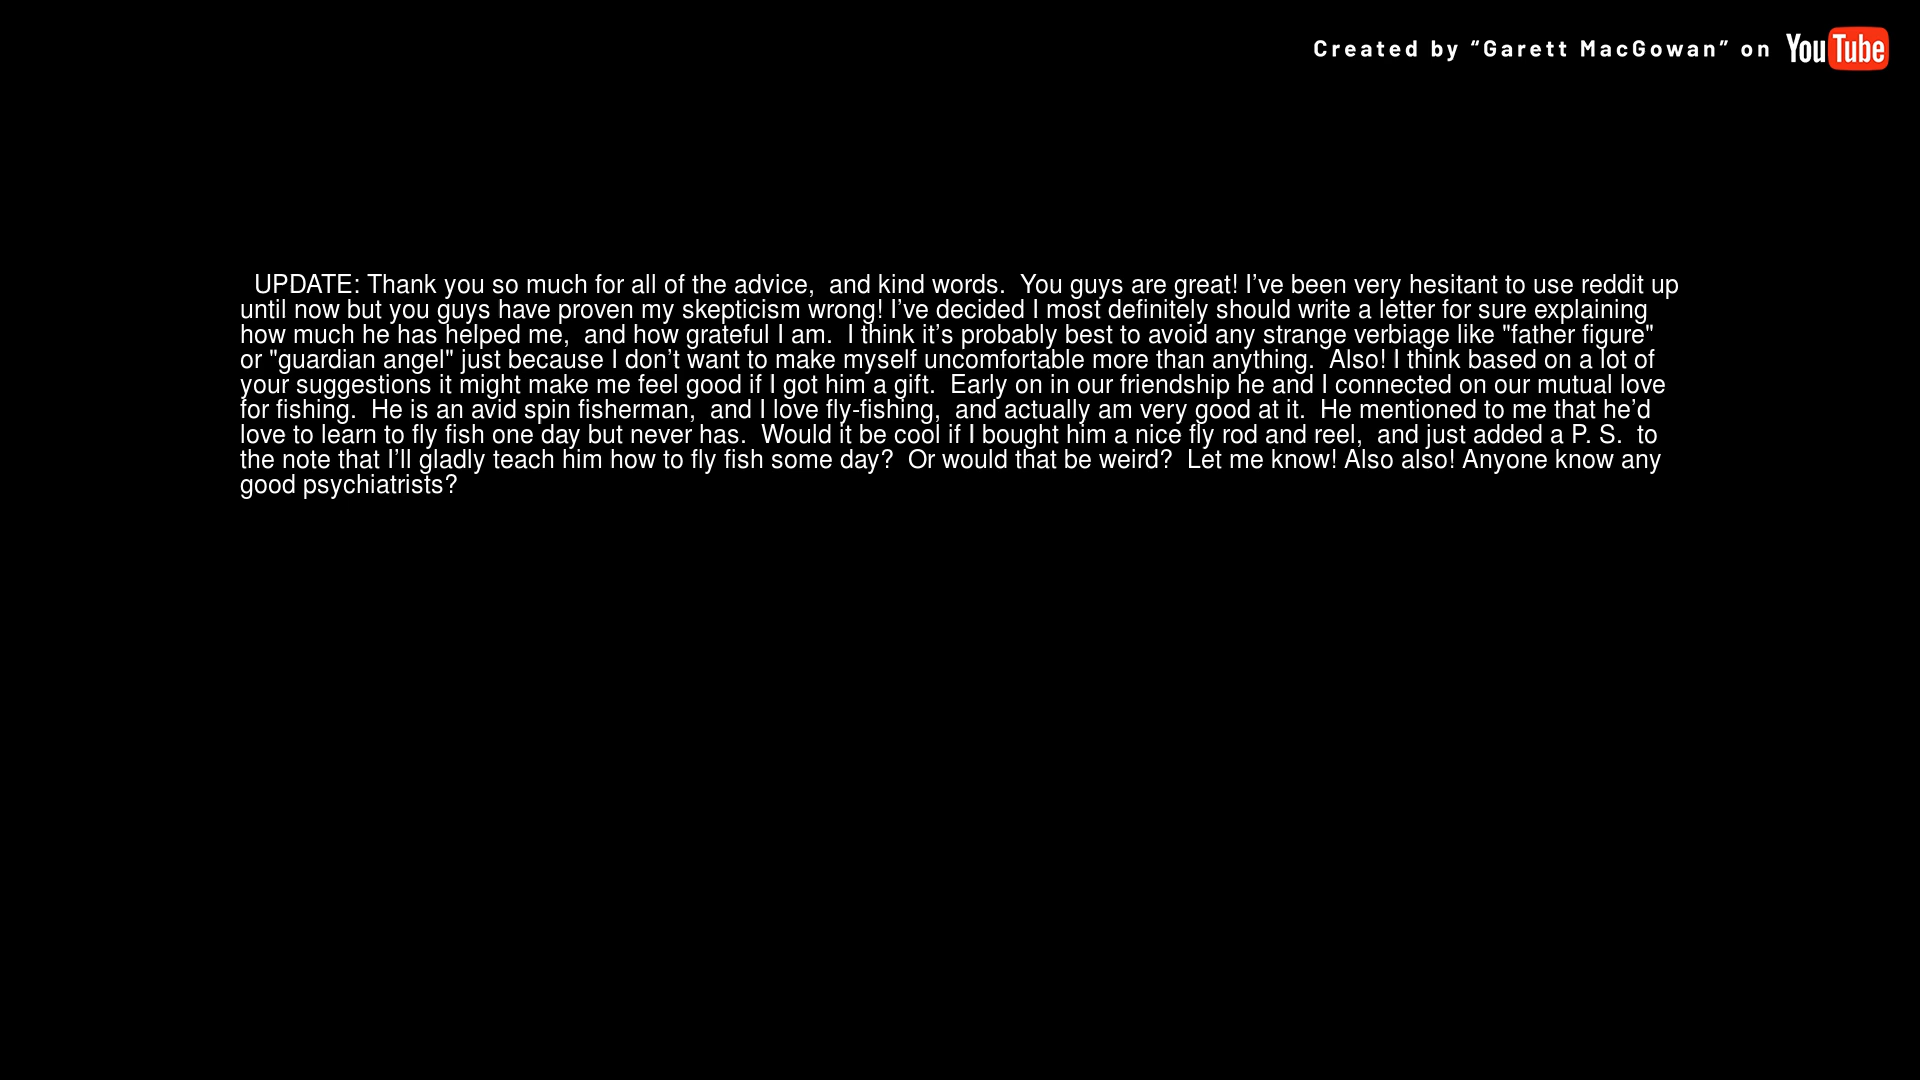 Created by “Garett MacGowan” on YouTube
UPDATE: Thank you so much for all of the advice,  and kind words.  You guys are great! I’ve been very hesitant to use reddit up
until now but you guys have proven my skepticism wrong! I’ve decided I most definitely should write a letter for sure explaining
how much he has helped me,  and how grateful I am.  I think it’s probably best to avoid any strange verbiage like "father figure"
or "guardian angel" just because I don’t want to make myself uncomfortable more than anything.  Also! I think based on a lot of
your suggestions it might make me feel good if I got him a gift.  Early on in our friendship he and I connected on our mutual love
for fishing.  He is an avid spin fisherman,  and I love fly-fishing,  and actually am very good at it.  He mentioned to me that he’d
love to learn to fly fish one day but never has.  Would it be cool if I bought him a nice fly rod and reel,  and just added a P. S.  to
the note that I’ll gladly teach him how to fly fish some day?  Or would that be weird?  Let me know! Also also! Anyone know any
good psychiatrists?